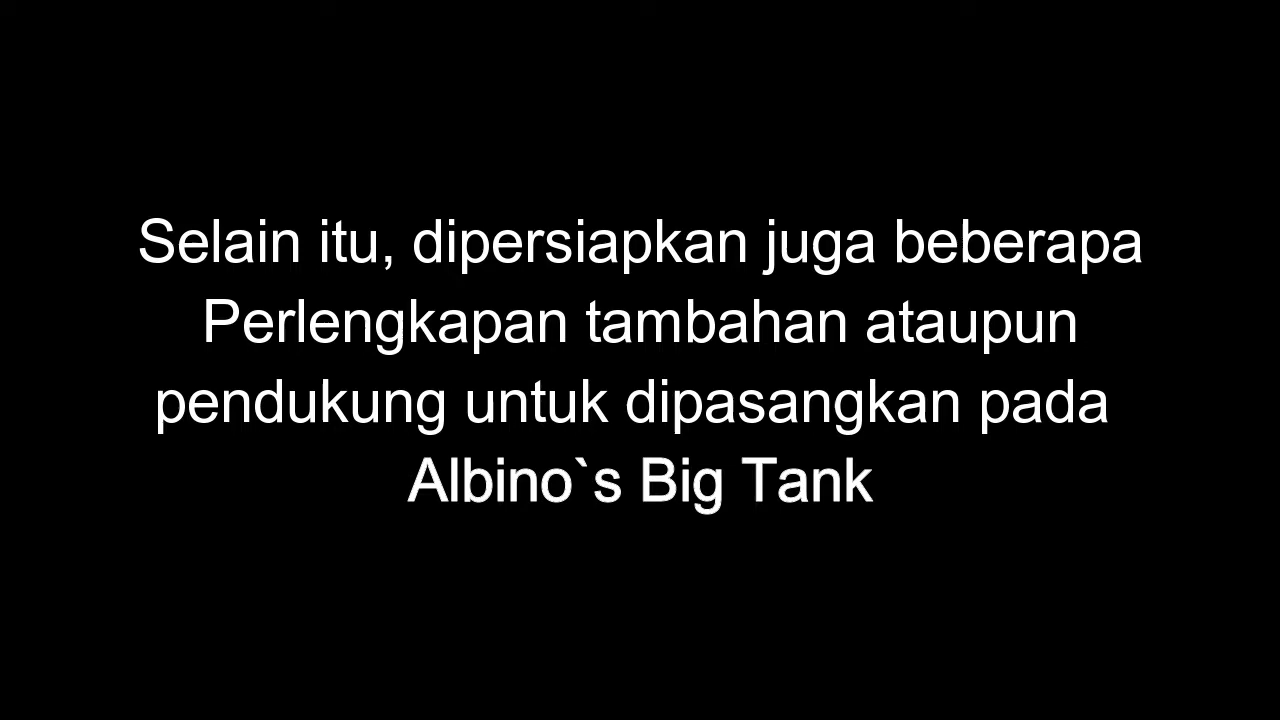 Selain itu, dipersiapkan juga beberapa
Perlengkapan tambahan ataupun
pendukung untuk dipasangkan pada
Albino`s Big Tank